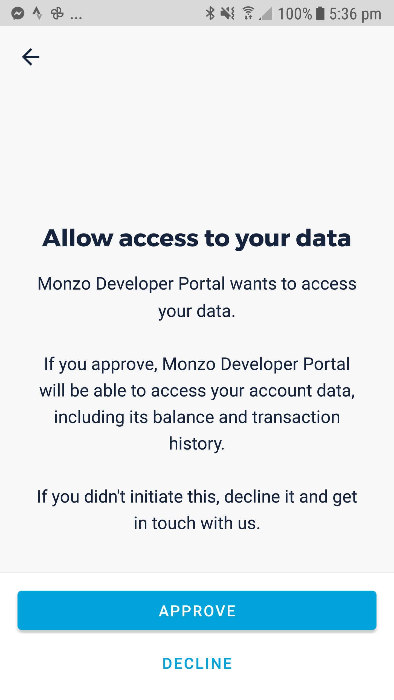 ... 100% 5:36 pm
Allow access to your data
Monzo Developer Portal wants to access
your data.
If you approve, Monzo Developer Portal
will be able to access your account data,
including its balance and transaction
history.
If you didn't initiate this, decline it and get
in touch with us.
APPROVE
DECLINE